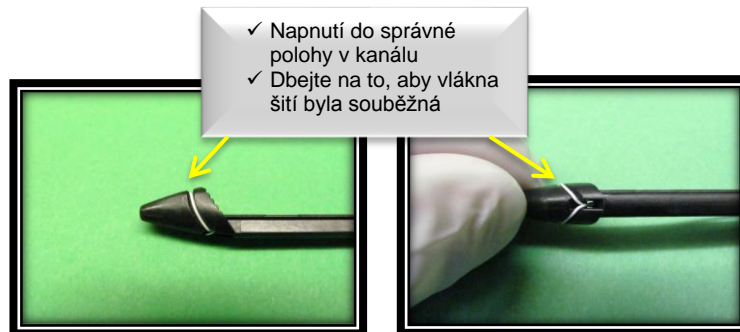 ✓ Napnutí do správné
polohy v kanálu
✓ Dbejte na to, aby vlákna
šití byla souběžná